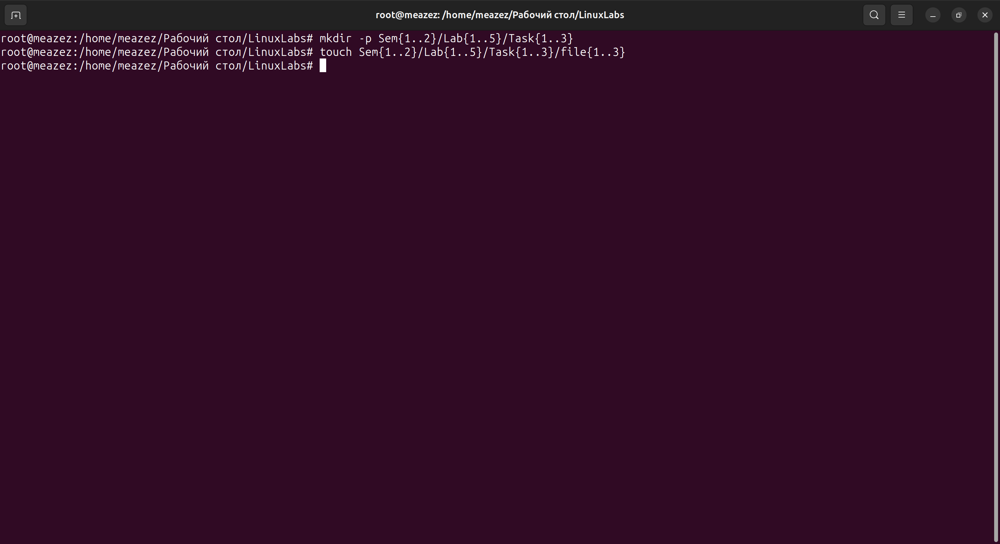 root@meazez: /home/meazez/Рабочий стол/LinuxLabs
root@meazez:/home/meazez/Рабочий стол/LinuxLabs# mkdir -p Sem{1..2}/Lab{1..5}/Task{1..3}
root@meazez:/home/meazez/Рабочий стол/LinuxLabs# touch Sem{1..2}/Lab{1..5}/Task{1..3}/file{1..3}
root@meazez:/home/meazez/Рабочий стол/LinuxLabs#